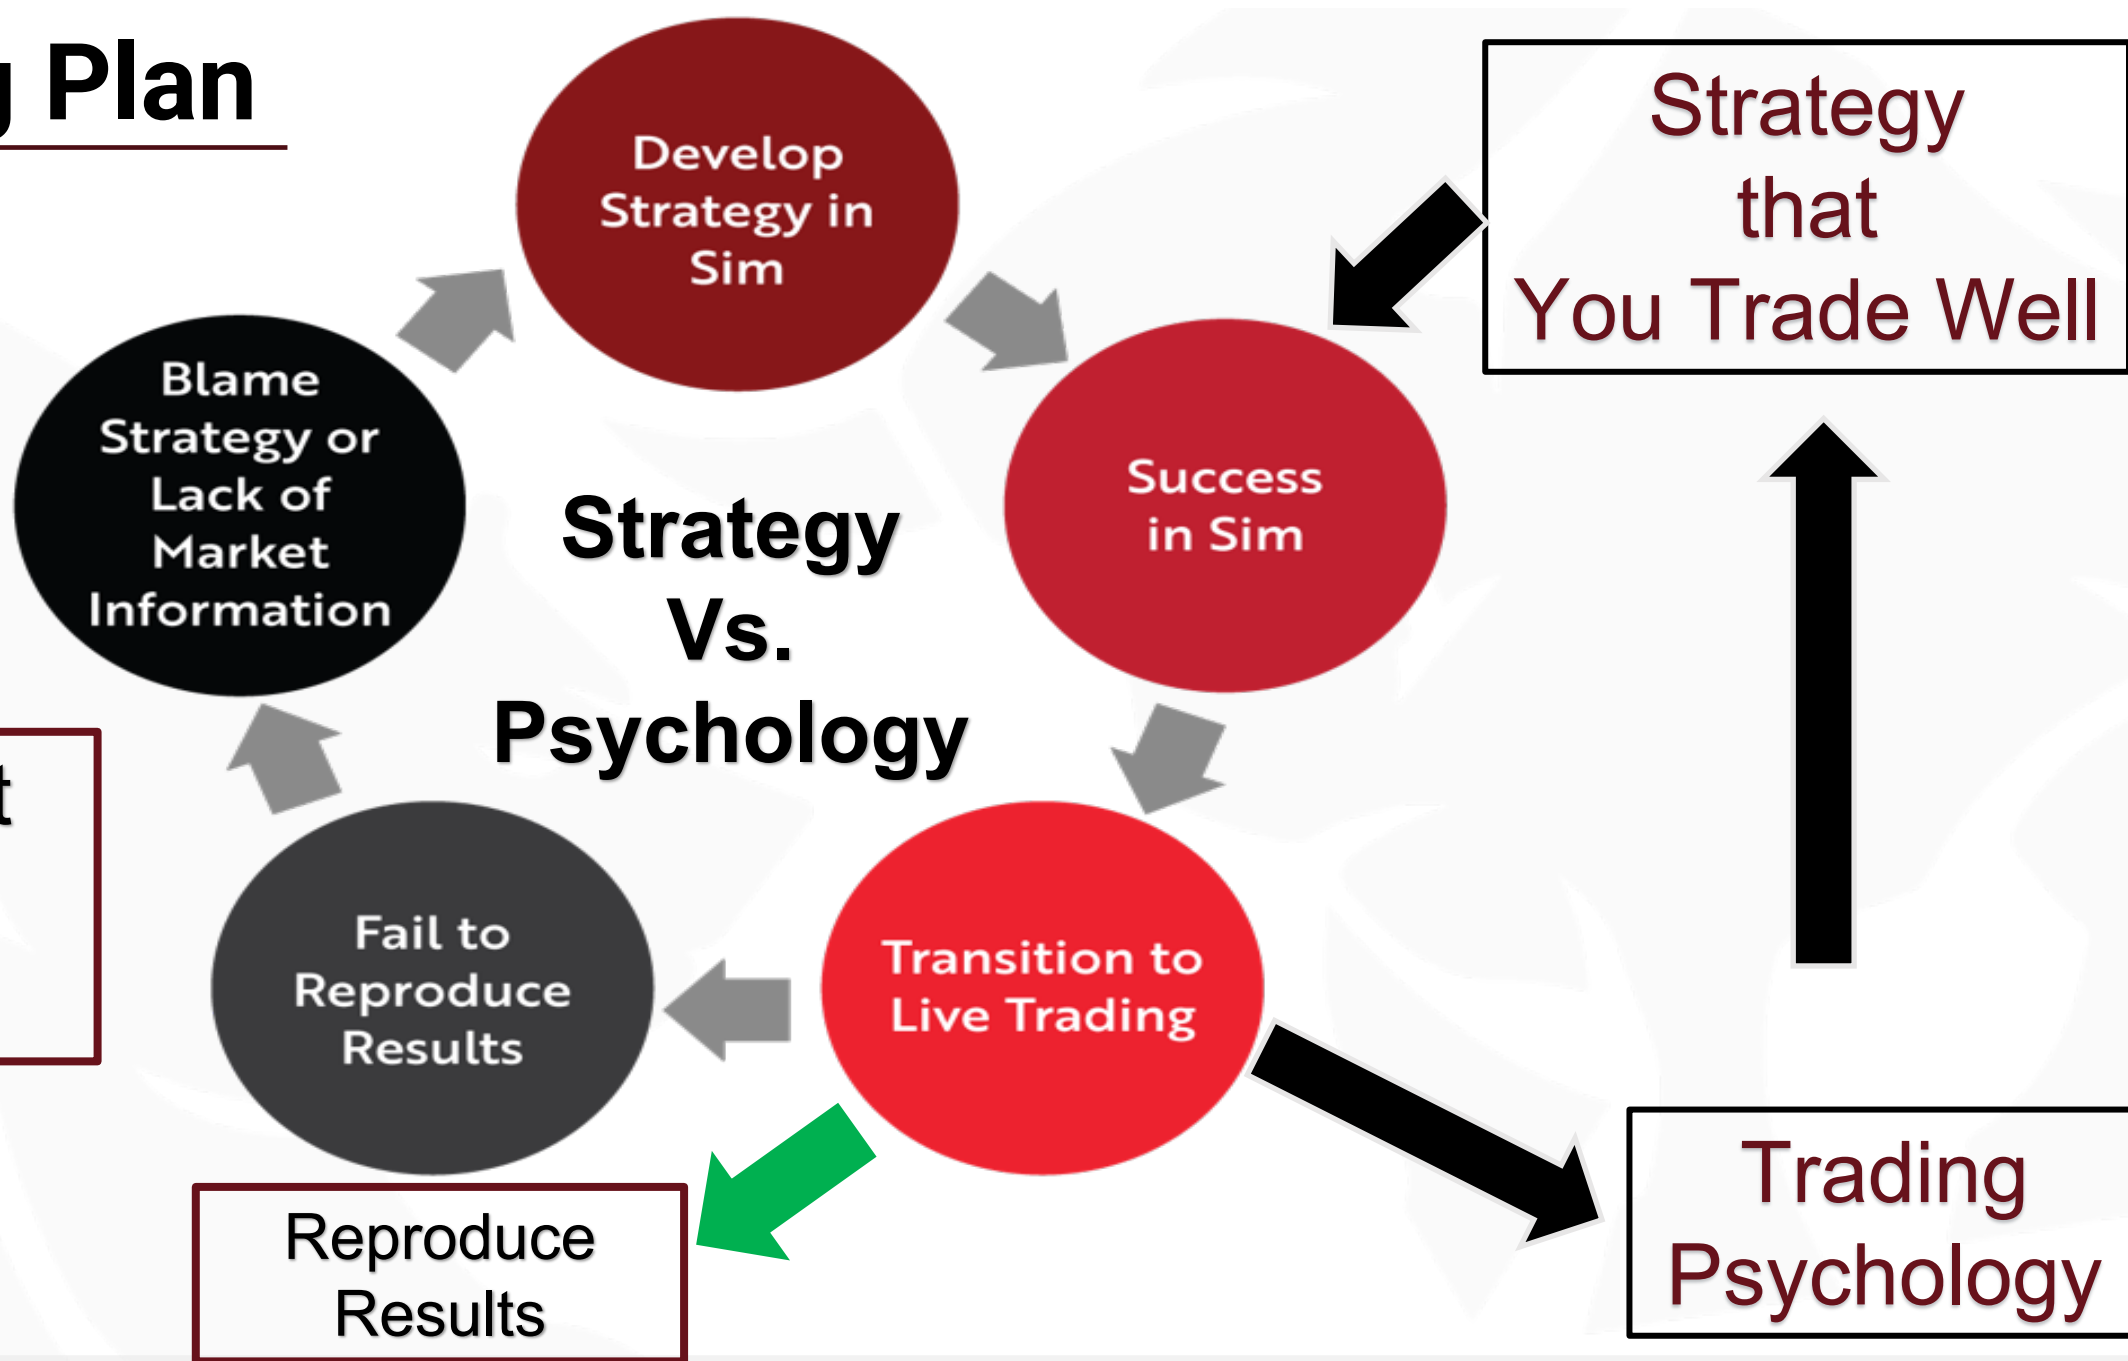 g Plan
Develop
Strategy in
Sim
Strategy
that
You Trade Well
Blame
Strategy or
Lack of
Market
Information
Success
in Sim
Strategy
Vs.
Psychology
t
Fail to
Reproduce
Results
Transition to
Live Trading
Reproduce
Results
Trading
Psychology